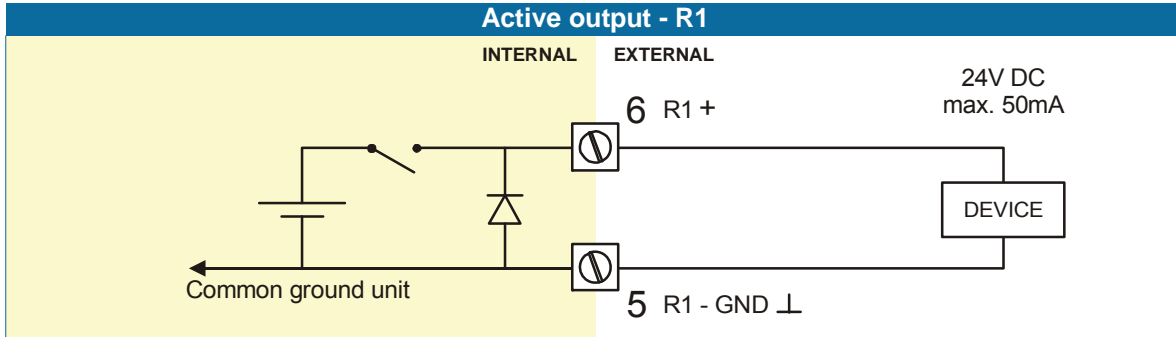 Active output - R1
INTERNAL EXTERNAL
24V DC
max. 50mA
6 R1 +
DEVICE
Common ground unit
5 R1 - GND ⊥